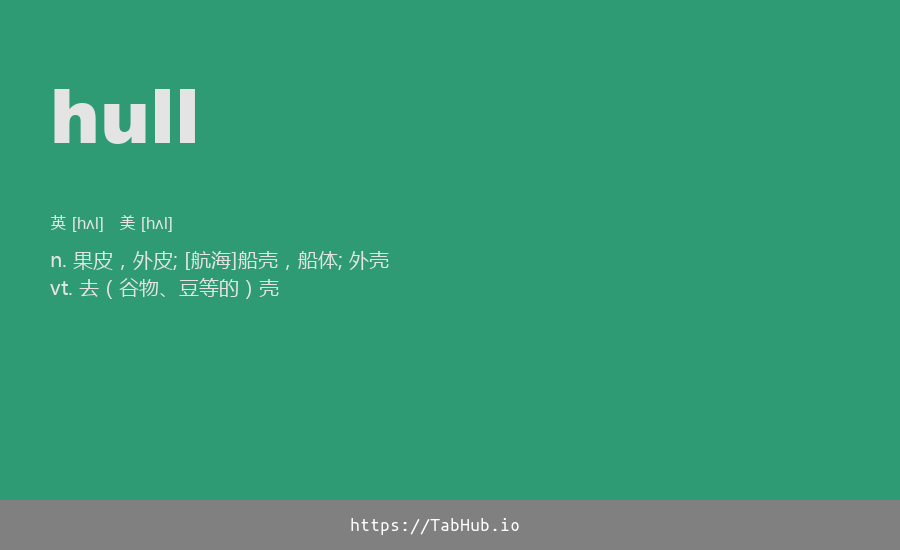 hull
英 [hʌl]   美 [hʌl]
n. 果皮，外皮; [航海]船壳，船体; 外壳
vt. 去（谷物、豆等的）壳
https://TabHub.io